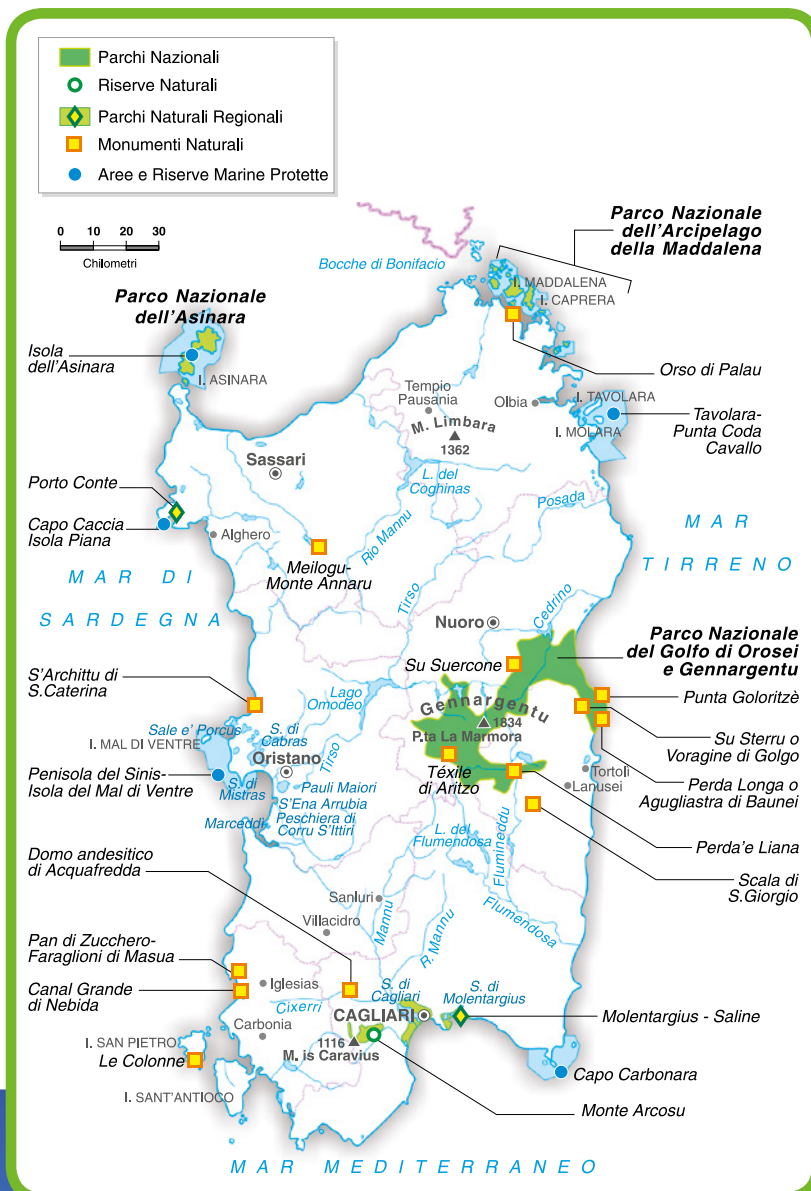 Parchi Nazionali
Riserve Naturali
Parchi Naturali Regionali
Monumenti Naturali
Aree e Riserve Marine Protette
0 10 20 30
Chilometri
Parco Nazionale
dell'Arcipelago
della Maddalena
Bocche di Bonifacio
I. MADDALENA
I. CAPRERA
Parco Nazionale
dell'Asinara
Isola
dell'Asinara
I. ASINARA
Orso di Palau
Tempio
Pausania
Olbia
I. TAVOLARA
I. MOLARA
Tavolara-
Punta Coda
Cavallo
M. Limbara
1362
Sassari
L. del
Coghinas
Porto Conte
Capo Caccia
Isola Piana
Alghero
Rio Mannu
Posada
Meilogu-
Monte Annaru
MAR DI
SARDEGNA
MAR
TIRRENO
Tirso
Cedrino
Nuoro
Su Suercone
Parco Nazionale
del Golfo di Orosei
e Gennargentu
S'Archittu di
S.Caterina
Lago
Omodeo
Gennargentu
1834
P.ta La Marmora
Punta Goloritzè
Su Sterru o
Voragine di Golgo
Sale e' Porcus
S. di
Cabras
I. MAL DI VENTRE
Oristano
Tirso
Penisola del Sinis-
Isola del Mal di Ventre
S. di
Mistras
Pauli Maiori
S'Ena Arrubia
Peschiera di
Corru S'Ittiri
Marceddì
Téxile
di Aritzo
Tortoli
Lanusei
Perda Longa o
Agugliastra di Baunei
Perda'e Liana
Scala di
S.Giorgio
Domo andesitico
di Acquafredda
L. del
Flumendosa
Flumineddu
Flumendosa
Sanluri
Villacidro
Mannu
R. Mannu
Pan di Zucchero-
Faraglioni di Masua
Canal Grande
di Nebida
Iglesias
Cixerri
Carbonia
S. di
Cagliari
S. di
Molentargius
CAGLIARI
Molentargius - Saline
I. SAN PIETRO
Le Colonne
1116
M. is Caravius
Capo Carbonara
I. SANT'ANTIOCO
Monte Arcosu
MAR MEDITERRANEO